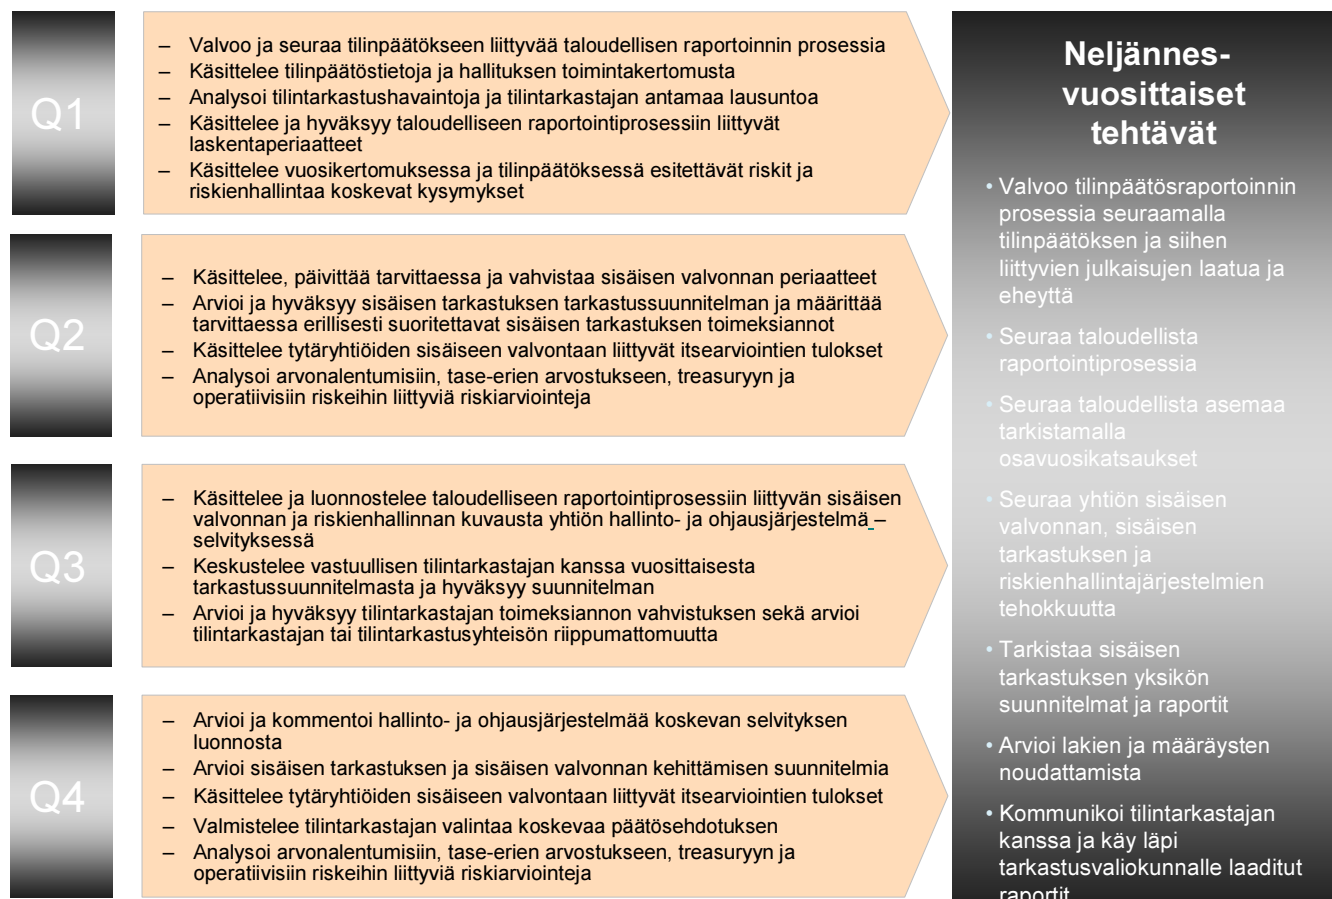 Q1
– Valvoo ja seuraa tilinpäätökseen liittyvää taloudellisen raportoinnin prosessia
– Käsittelee tilinpäätöstietoja ja hallituksen toimintakertomusta
– Analysoi tilintarkastushavaintoja ja tilintarkastajan antamaa lausuntoa
– Käsittelee ja hyväksyy taloudelliseen raportointiprosessiin liittyvät
laskentaperiaatteet
– Käsittelee vuosikertomuksessa ja tilinpäätöksessä esitettävät riskit ja
riskienhallintaa koskevat kysymykset
Q2
– Käsittelee, päivittää tarvittaessa ja vahvistaa sisäisen valvonnan periaatteet
– Arvioi ja hyväksyy sisäisen tarkastuksen tarkastussuunnitelman ja määrittää
tarvittaessa erillisesti suoritettavat sisäisen tarkastuksen toimeksiannot
– Käsittelee tytäryhtiöiden sisäiseen valvontaan liittyvät itsearviointien tulokset
– Analysoi arvonalentumisiin, tase-erien arvostukseen, treasuryyn ja
operatiivisiin riskeihin liittyviä riskiarviointeja
Q3
– Käsittelee ja luonnostelee taloudelliseen raportointiprosessiin liittyvän sisäisen
valvonnan ja riskienhallinnan kuvausta yhtiön hallinto- ja ohjausjärjestelmä –
selvityksessä
– Keskustelee vastuullisen tilintarkastajan kanssa vuosittaisesta
tarkastussuunnitelmasta ja hyväksyy suunnitelman
– Arvioi ja hyväksyy tilintarkastajan toimeksiannon vahvistuksen sekä arvioi
tilintarkastajan tai tilintarkastusyhteisön riippumattomuutta
Q4
– Arvioi ja kommentoi hallinto- ja ohjausjärjestelmää koskevan selvityksen
luonnosta
– Arvioi sisäisen tarkastuksen ja sisäisen valvonnan kehittämisen suunnitelmia
– Käsittelee tytäryhtiöiden sisäiseen valvontaan liittyvät itsearviointien tulokset
– Valmistelee tilintarkastajan valintaa koskevaa päätösehdotuksen
– Analysoi arvonalentumisiin, tase-erien arvostukseen, treasuryyn ja
operatiivisiin riskeihin liittyviä riskiarviointeja
Neljännes-
vuosittaiset
tehtävät
• Valvoo tilinpäätösraportoinnin
prosessia seuraamalla
tilinpäätöksen ja siihen
liittyvien julkaisujen laatua ja
eheyttä
• Seuraa taloudellista
raportointiprosessia
• Seuraa taloudellista asemaa
tarkistamalla
osavuosikatsaukset
• Seuraa yhtiön sisäisen
valvonnan, sisäisen
tarkastuksen ja
riskienhallintajärjestelmien
tehokkuutta
• Tarkistaa sisäisen
tarkastuksen yksikön
suunnitelmat ja raportit
• Arvioi lakien ja määräysten
noudattamista
• Kommunikoi tilintarkastajan
kanssa ja käy läpi
tarkastusvaliokunnalle laaditut
raportit